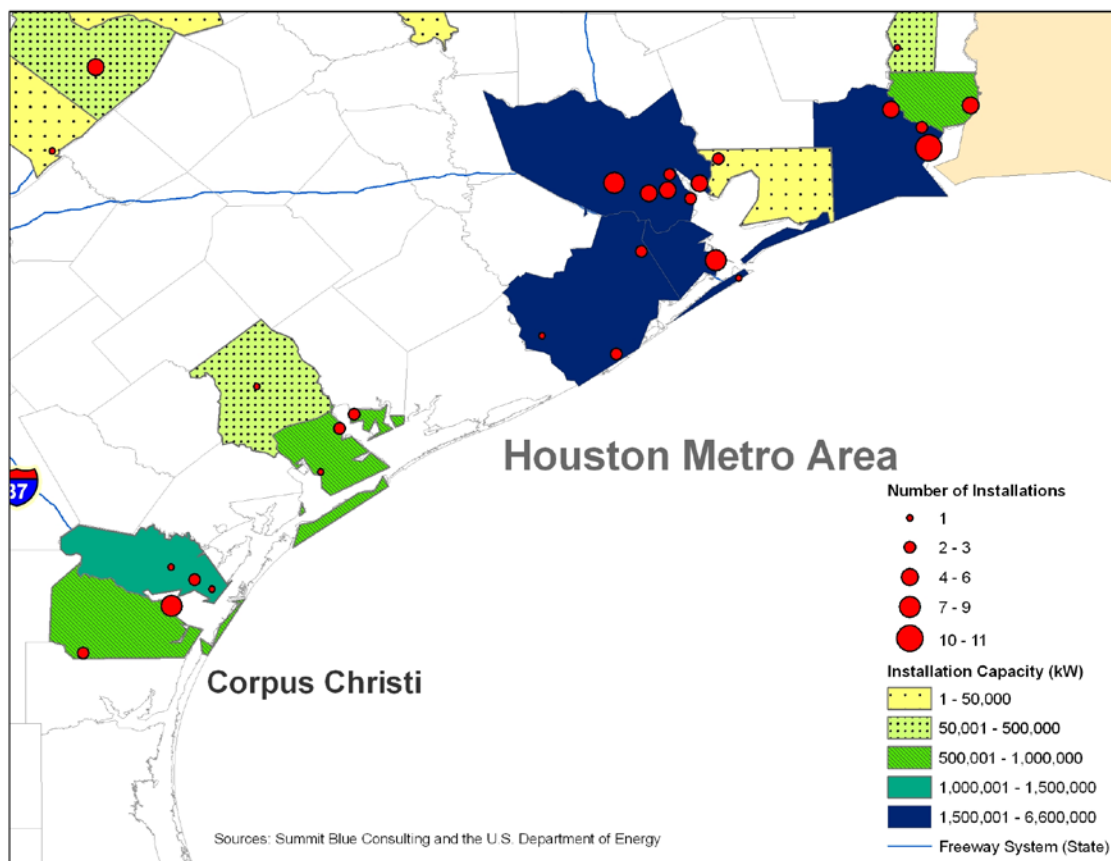 Houston Metro Area
37
Corpus Christi
Number of Installations
1
2 - 3
4 - 6
7 - 9
10 - 11
Installation Capacity (kW)
1 - 50,000
50,001 - 500,000
500,001 - 1,000,000
1,000,001 - 1,500,000
1,500,001 - 6,600,000
Freeway System (State)
Sources: Summit Blue Consulting and the U.S. Department of Energy